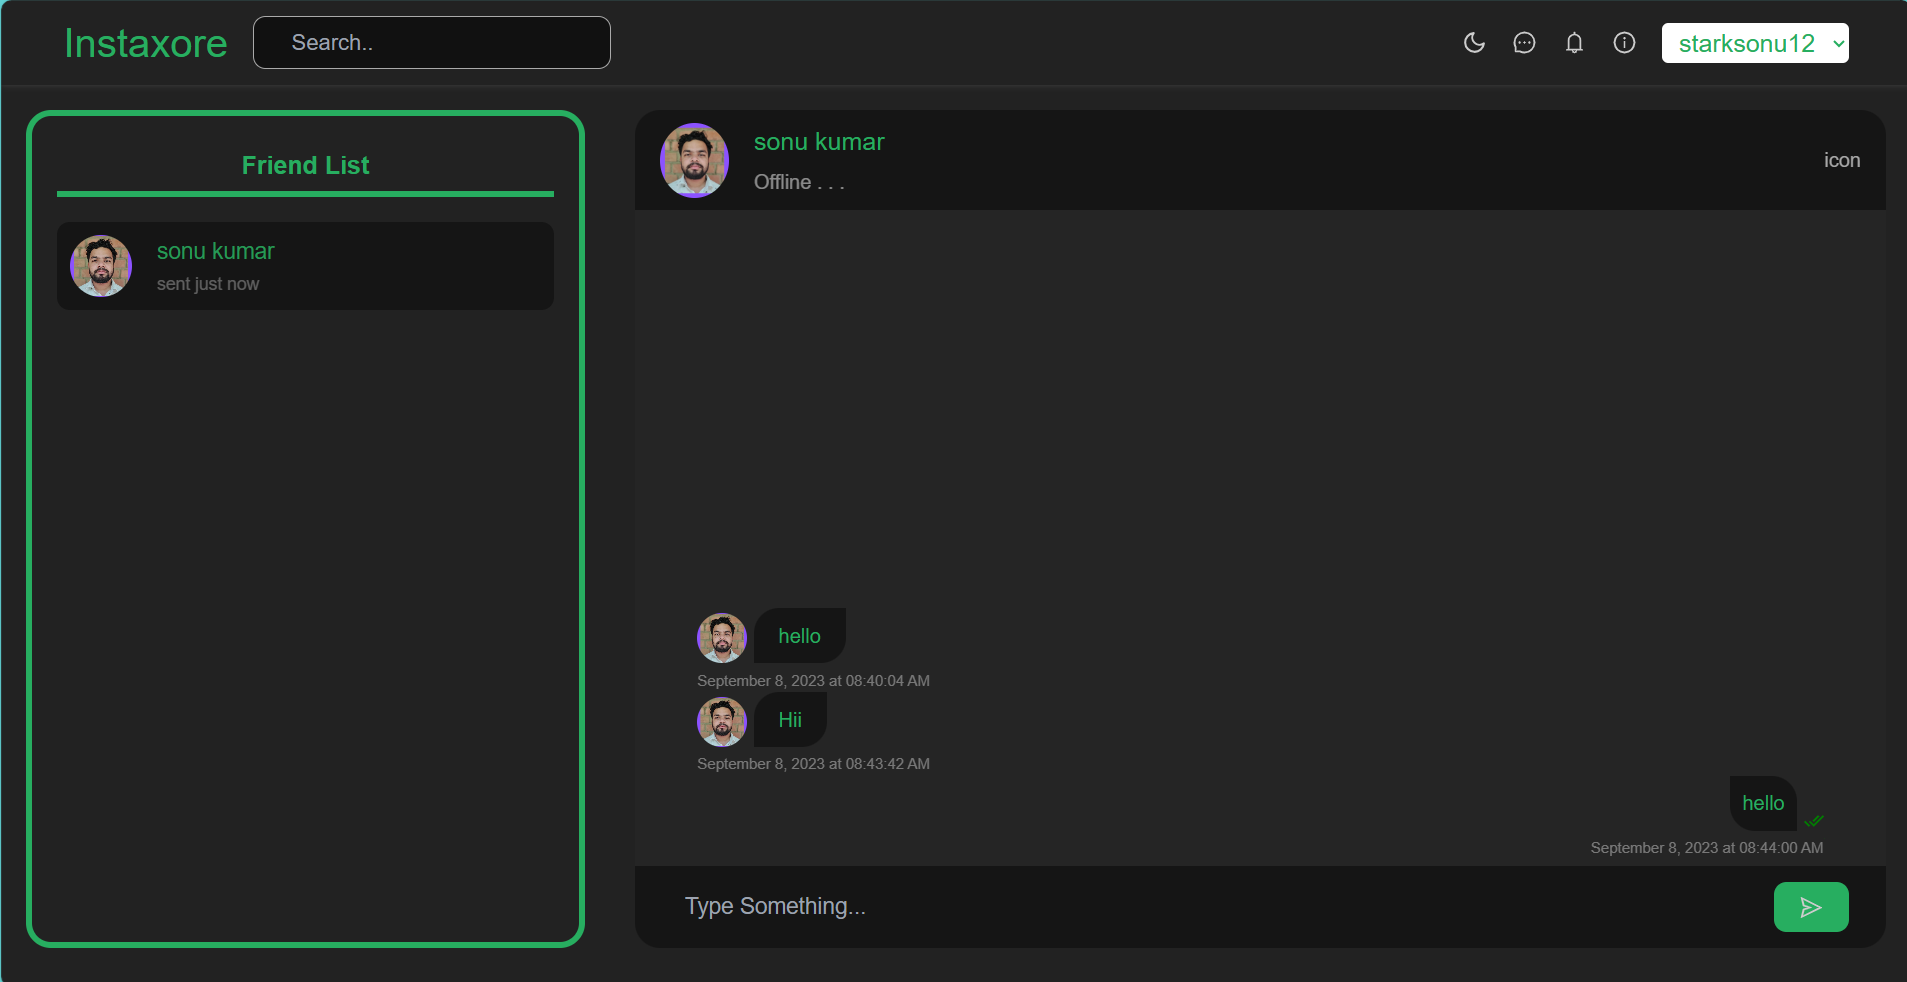 Instaxore
Search..
starksonu12
Friend List
sonu kumar
sent just now
sonu kumar
Offline . . .
icon
hello
September 8, 2023 at 08:40:04 AM
Hii
September 8, 2023 at 08:43:42 AM
hello
September 8, 2023 at 08:44:00 AM
Type Something...